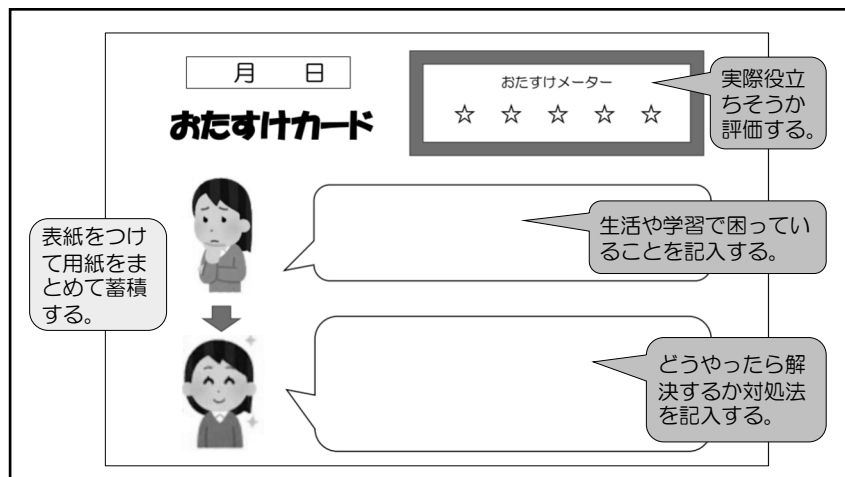 月 日
おたすけカード
おたすけメーター
☆ ☆ ☆ ☆ ☆
実際役立
ちそうか
評価する。
生活や学習で困ってい
ることを記入する。
表紙をつけ
て用紙をま
とめて蓄積
する。
どうやったら解
決するか対処法
を記入する。